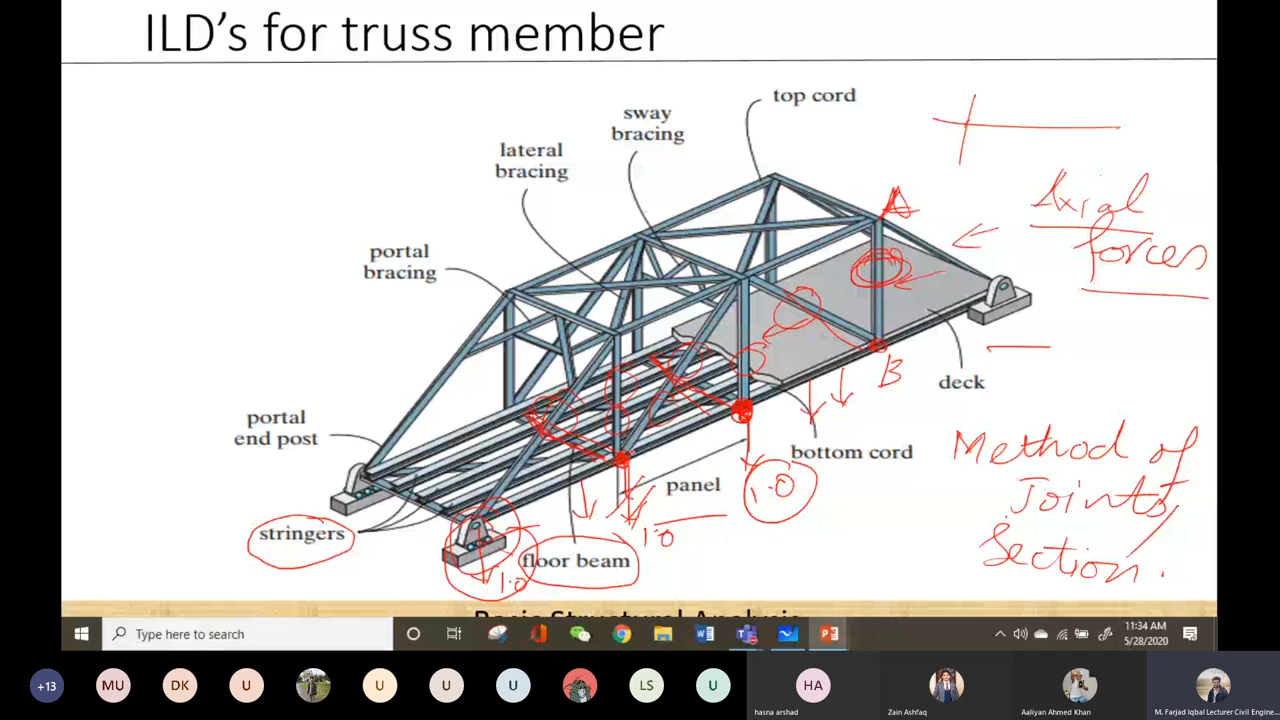 ILD's for truss member
top cord
sway
bracing
lateral
bracing
portal
bracing
A
Axial
forces
deck
B
portal
end post
bottom cord
Method of
Joints/
Section.
panel
1.0
1.0
stringers
floor beam
1.0
Basic Structural Analysis
Type here to search
11:34 AM
5/28/2020
+13
MU
DK
U
U
U
U
LS
U
HA
hasna arshad
Zain Ashfaq
Aaliyan Ahmed Khan
M. Farjad Iqbal Lecturer Civil Engine...